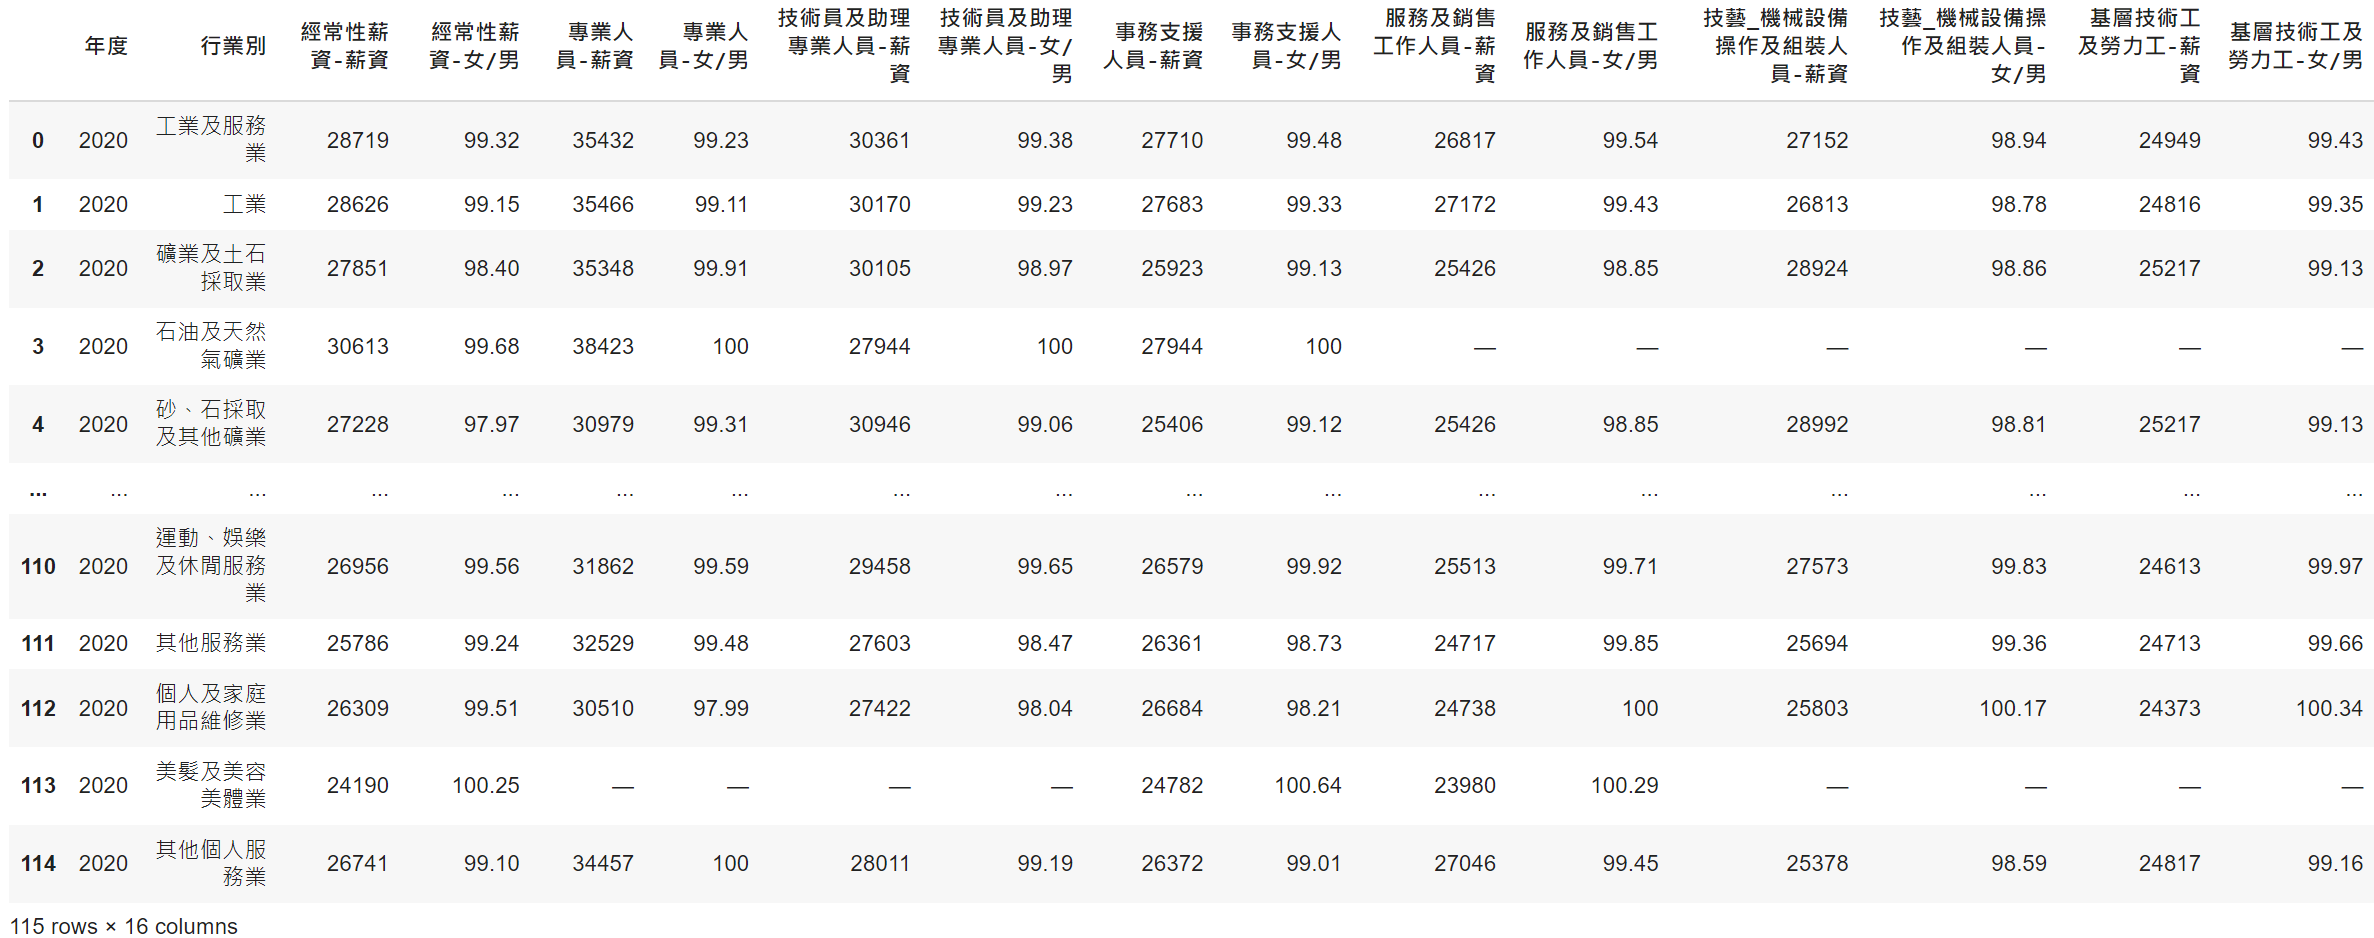 年度 行業別 經常性薪資-薪資 經常性薪資-女/男 專業人員-薪資 專業人員-女/男 技術員及助理專業人員-薪資 技術員及助理專業人員-女/男 事務支援人員-薪資 事務支援人員-女/男 服務及銷售工作人員-薪資 服務及銷售工作人員-女/男 技藝_機械設備操作及組裝人員-薪資 技藝_機械設備操作及組裝人員-女/男 基層技術工及勞力工-薪資 基層技術工及勞力工-女/男
0 2020 工業及服務業 28719 99.32 35432 99.23 30361 99.38 27710 99.48 26817 99.54 27152 98.94 24949 99.43
1 2020 工業 28626 99.15 35466 99.11 30170 99.23 27683 99.33 27172 99.43 26813 98.78 24816 99.35
2 2020 礦業及土石採取業 27851 98.40 35348 99.91 30105 98.97 25923 99.13 25426 98.85 28924 98.86 25217 99.13
3 2020 石油及天然氣礦業 30613 99.68 38423 100 27944 100 27944 100 — — — — — —
4 2020 砂、石採取及其他礦業 27228 97.97 30979 99.31 30946 99.06 25406 99.12 25426 98.85 28992 98.81 25217 99.13
... ... ... ... ... ... ... ... ... ... ... ... ... ... ... ... ...
110 2020 運動、娛樂及休閒服務業 26956 99.56 31862 99.59 29458 99.65 26579 99.92 25513 99.71 27573 99.83 24613 99.97
111 2020 其他服務業 25786 99.24 32529 99.48 27603 98.47 26361 98.73 24717 99.85 25694 99.36 24713 99.66
112 2020 個人及家庭用品維修業 26309 99.51 30510 97.99 27422 98.04 26684 98.21 24738 100 25803 100.17 24373 100.34
113 2020 美髮及美容美體業 24190 100.25 — — — — 24782 100.64 23980 100.29 — — — —
114 2020 其他個人服務業 26741 99.10 34457 100 28011 99.19 26372 99.01 27046 99.45 25378 98.59 24817 99.16
115 rows × 16 columns